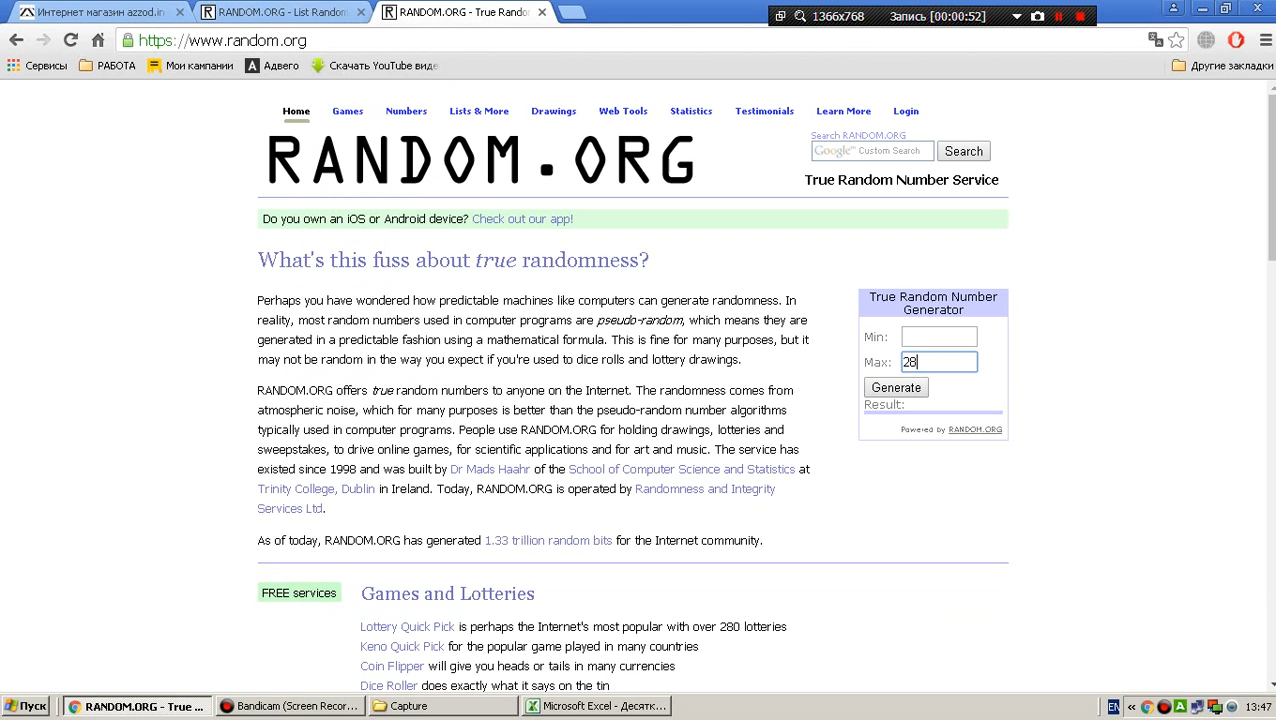 Интернет магазин azzod.in
RANDOM.ORG - List Random
RANDOM.ORG - True Rando
1366x768
Запись [00:00:52]
https://www.random.org
Сервисы
РАБОТА
Мои кампании
Адвего
Скачать YouTube виде
Другие закладки
Home Games Numbers Lists & More Drawings Web Tools Statistics Testimonials Learn More Login
RANDOM.ORG
Search RANDOM.ORG
Google™ Custom Search
Search
True Random Number Service
Do you own an iOS or Android device? Check out our app!
What's this fuss about true randomness?
Perhaps you have wondered how predictable machines like computers can generate randomness. In
reality, most random numbers used in computer programs are pseudo-random, which means they are
generated in a predictable fashion using a mathematical formula. This is fine for many purposes, but it
may not be random in the way you expect if you're used to dice rolls and lottery drawings.
RANDOM.ORG offers true random numbers to anyone on the Internet. The randomness comes from
atmospheric noise, which for many purposes is better than the pseudo-random number algorithms
typically used in computer programs. People use RANDOM.ORG for holding drawings, lotteries and
sweepstakes, to drive online games, for scientific applications and for art and music. The service has
existed since 1998 and was built by Dr Mads Haahr of the School of Computer Science and Statistics at
Trinity College, Dublin in Ireland. Today, RANDOM.ORG is operated by Randomness and Integrity
Services Ltd.
As of today, RANDOM.ORG has generated 1.33 trillion random bits for the Internet community.
True Random Number
Generator
Min:
Max: 28
Generate
Result:
Powered by RANDOM.ORG
FREE services
Games and Lotteries
Lottery Quick Pick is perhaps the Internet's most popular with over 280 lotteries
Keno Quick Pick for the popular game played in many countries
Coin Flipper will give you heads or tails in many currencies
Dice Roller does exactly what it says on the tin
Пуск
RANDOM.ORG - True ...
Bandicam (Screen Recor...
Capture
Microsoft Excel - Десятк...
EN
13:47